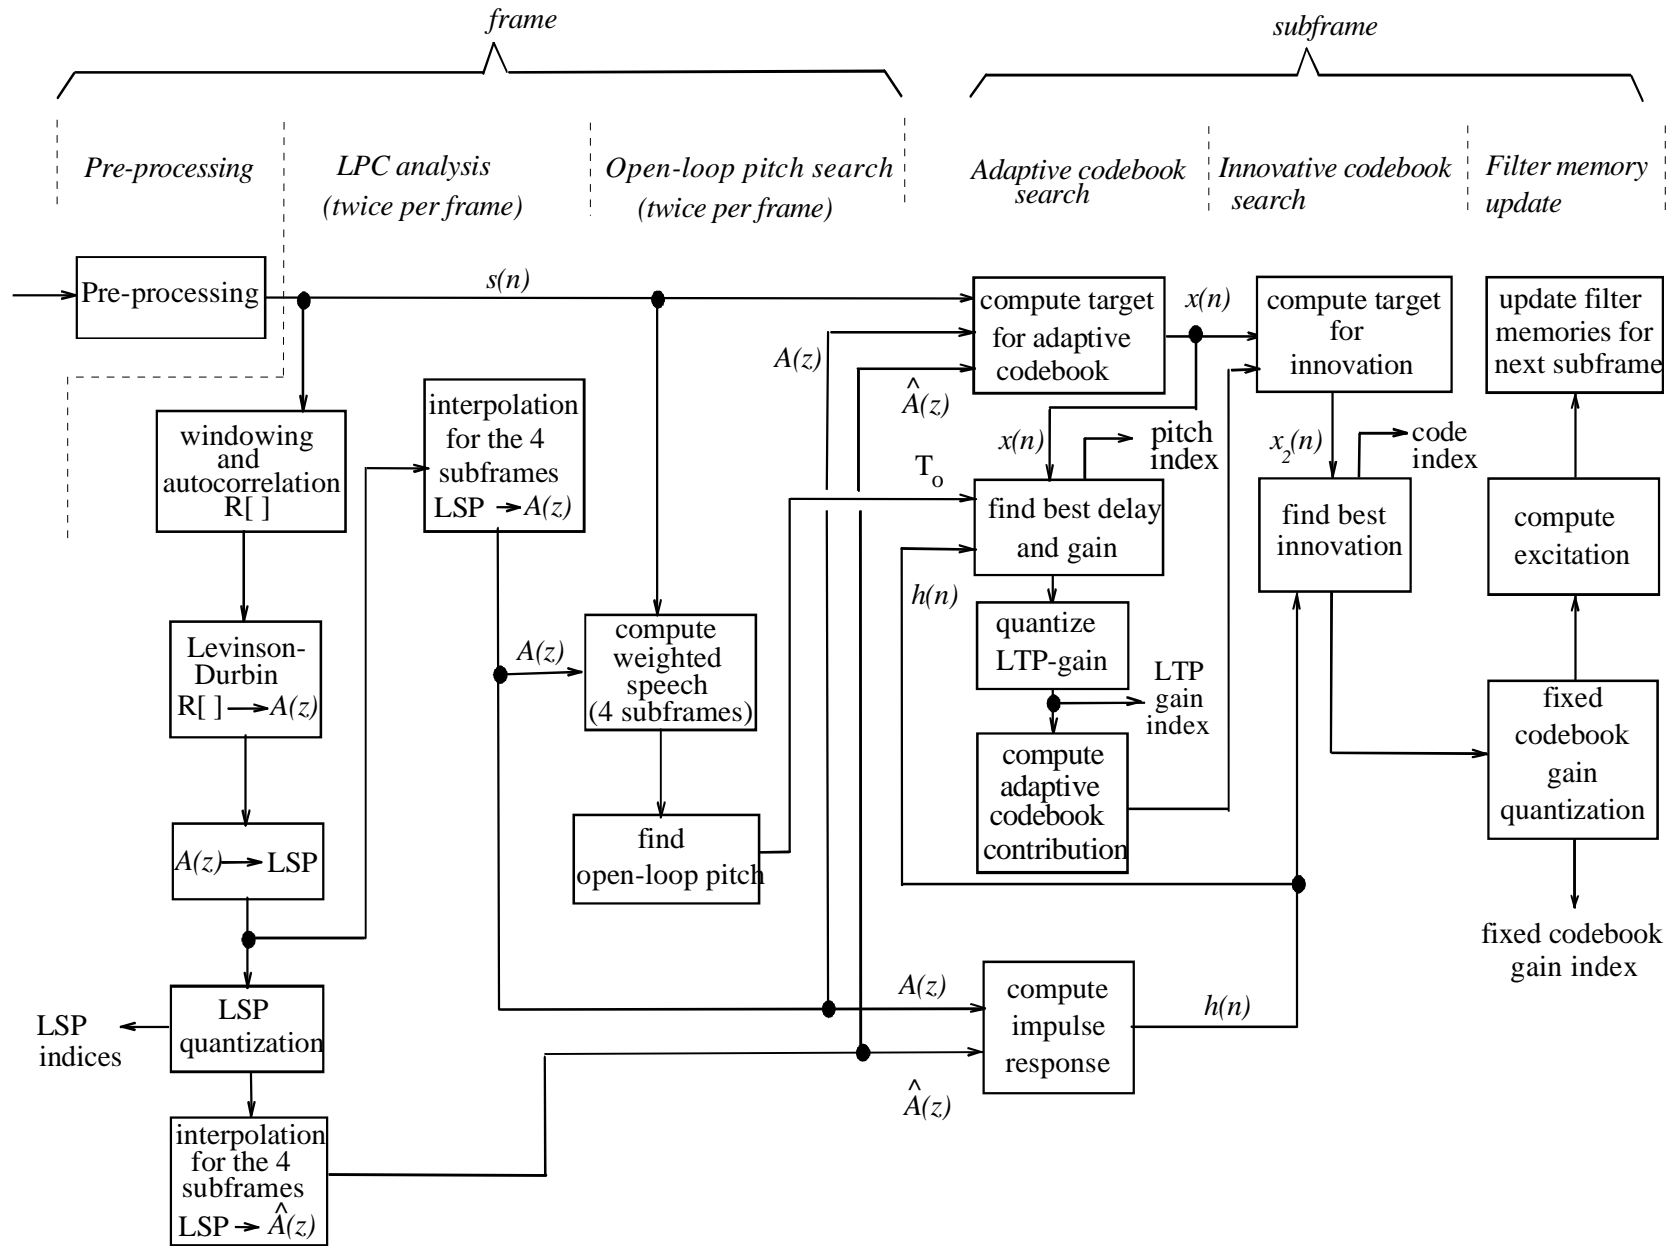 frame
subframe
Pre-processing
LPC analysis
(twice per frame)
Open-loop pitch search
(twice per frame)
Adaptive codebook
search
Innovative codebook
search
Filter memory
update
Pre-processing
s(n)
windowing
and
autocorrelation
R[ ]
Levinson-
Durbin
R[ ] → A(z)
A(z) → LSP
LSP
quantization
LSP
indices
interpolation
for the 4
subframes
LSP → Â(z)
interpolation
for the 4
subframes
LSP → A(z)
A(z)
compute
weighted
speech
(4 subframes)
find
open-loop pitch
A(z)
Â(z)
T₀
compute target
for adaptive
codebook
x(n)
x(n)
pitch
index
find best delay
and gain
h(n)
quantize
LTP-gain
LTP
gain
index
compute
adaptive
codebook
contribution
A(z)
Â(z)
compute
impulse
response
h(n)
compute target
for
innovation
x₂(n)
code
index
find best
innovation
update filter
memories for
next subframe
compute
excitation
fixed
codebook
gain
quantization
fixed codebook
gain index